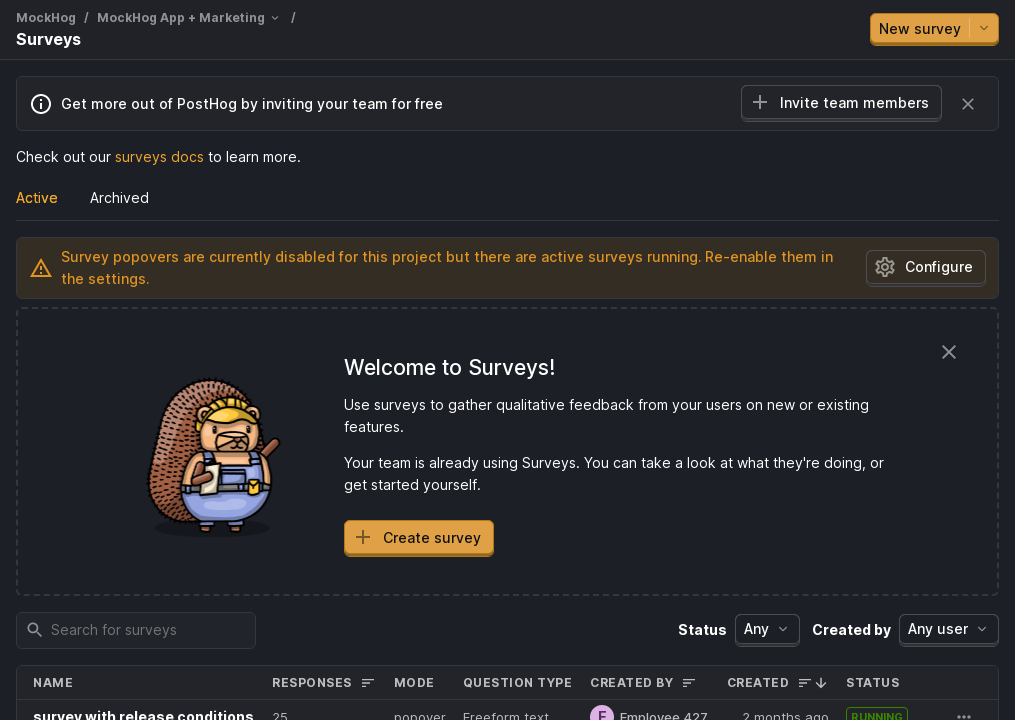 MockHog / MockHog App + Marketing /
Surveys
New survey
Get more out of PostHog by inviting your team for free
Invite team members
Check out our surveys docs to learn more.
Active Archived
Survey popovers are currently disabled for this project but there are active surveys running. Re-enable them in
the settings.
Configure
Welcome to Surveys!
Use surveys to gather qualitative feedback from your users on new or existing
features.
Your team is already using Surveys. You can take a look at what they're doing, or
get started yourself.
Create survey
Search for surveys
Status Any Created by Any user
NAME RESPONSES MODE QUESTION TYPE CREATED BY CREATED STATUS
survey with release conditions 25 popover Freeform text E Employee 427 2 months ago RUNNING